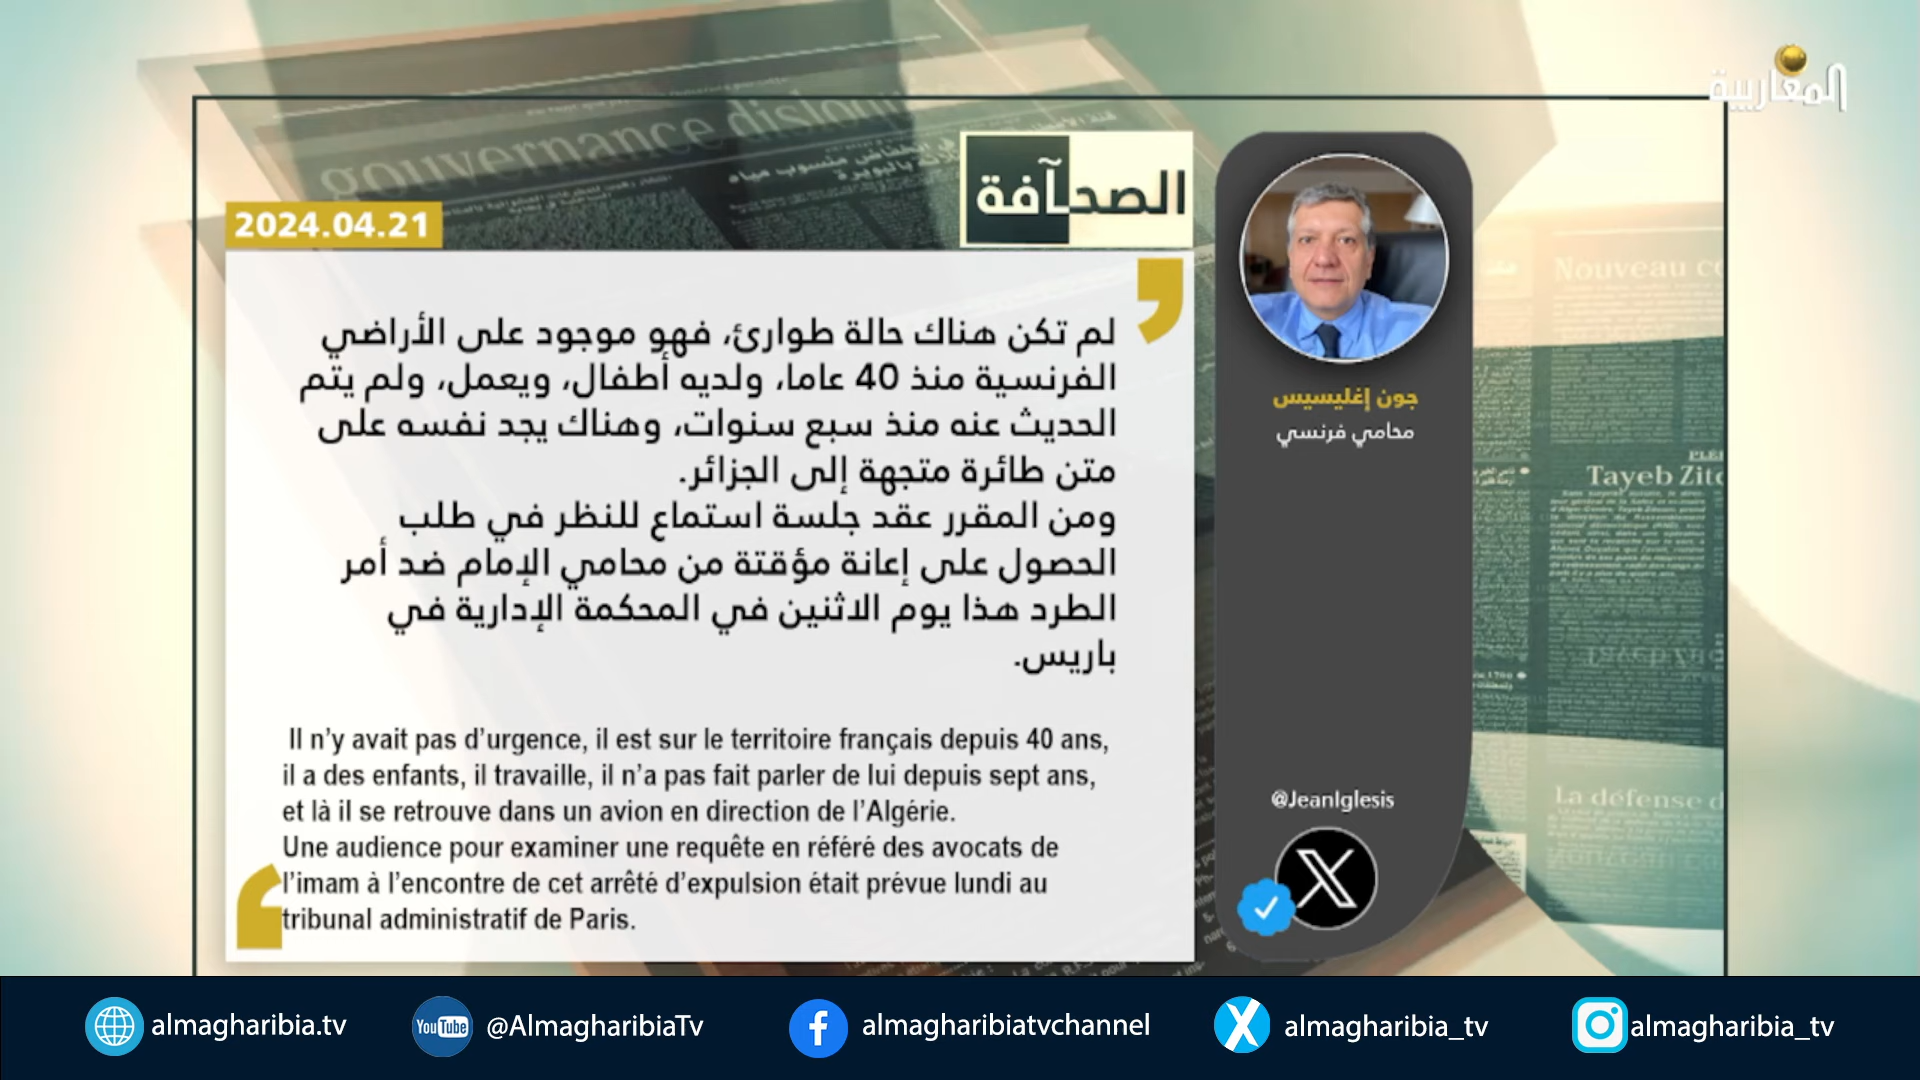 المغاربية
gouvernance dislo
الصحآفة
2024.04.21
لم تكن هناك حالة طوارئ، فهو موجود على الأراضي
الفرنسية منذ 40 عاما، ولديه أطفال، ويعمل، ولم يتم
الحديث عنه منذ سبع سنوات، وهناك يجد نفسه على
متن طائرة متجهة إلى الجزائر.
ومن المقرر عقد جلسة استماع للنظر في طلب
الحصول على إعانة مؤقتة من محامي الإمام ضد أمر
الطرد هذا يوم الاثنين في المحكمة الإدارية في
باريس.
Il n’y avait pas d’urgence, il est sur le territoire français depuis 40 ans,
il a des enfants, il travaille, il n’a pas fait parler de lui depuis sept ans,
et là il se retrouve dans un avion en direction de l’Algérie.
Une audience pour examiner une requête en référé des avocats de
l’imam à l’encontre de cet arrêté d’expulsion était prévue lundi au
tribunal administratif de Paris.
جون إغليسيس
محامي فرنسي
@JeanIglesis
Nouveau c
Tayeb Zit
La défense d
almagharibia.tv
YouTube @AlmagharibiaTv
almagharibiatvchannel
almagharibia_tv
almagharibia_tv